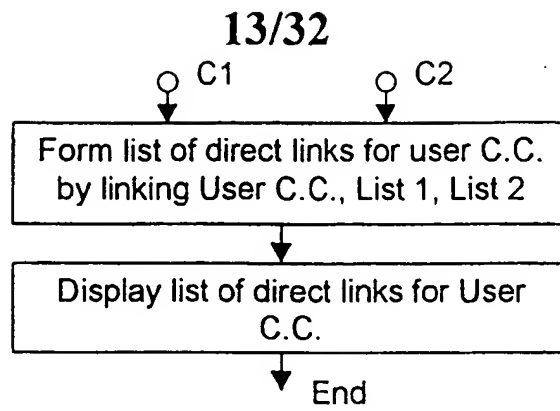 13/32
C1 C2
Form list of direct links for user C.C.
by linking User C.C., List 1, List 2
Display list of direct links for User
C.C.
End